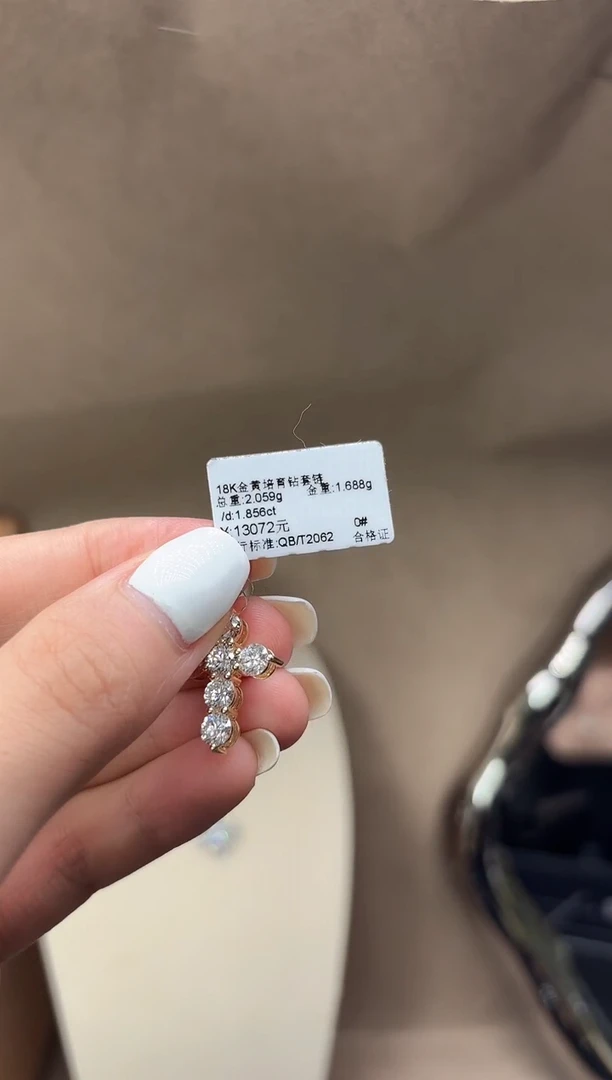 18K金黄培育钻套链
总重:2.059g 金重:1.688g
/d:1.856ct
¥:13072元 0#
行标准:QB/T2062 合格证